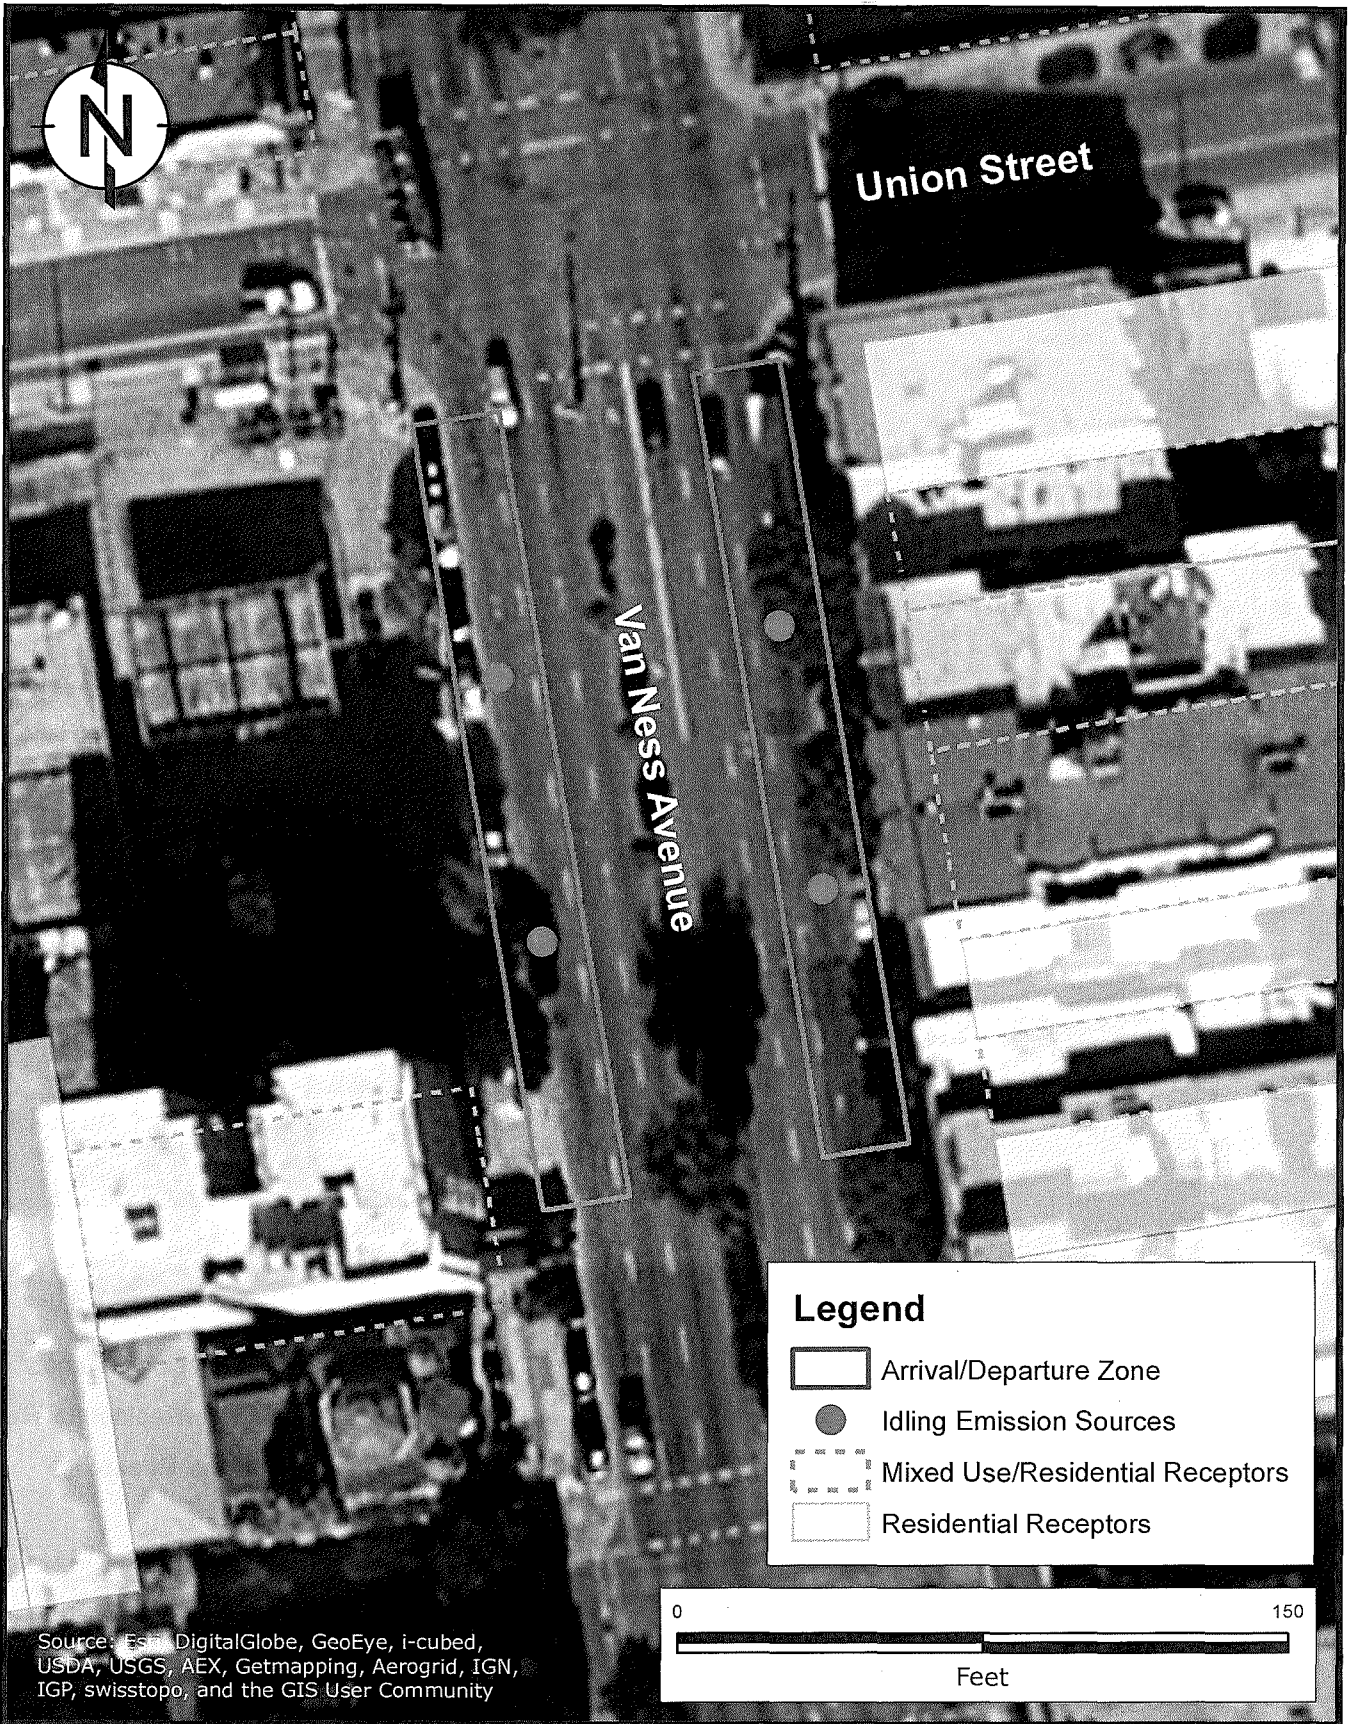 N
Union Street
Van Ness Avenue
Legend
Arrival/Departure Zone
Idling Emission Sources
Mixed Use/Residential Receptors
Residential Receptors
0 150
Feet
Source: Esri, DigitalGlobe, GeoEye, i-cubed,
USDA, USGS, AEX, Getmapping, Aerogrid, IGN,
IGP, swisstopo, and the GIS User Community